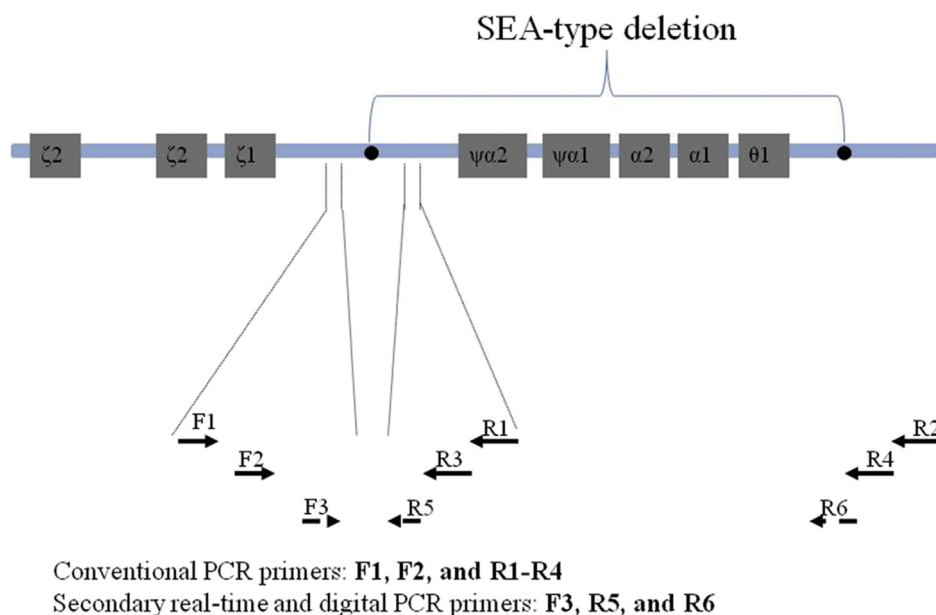 SEA-type deletion
ζ2 ζ2 ζ1 ψα2 ψα1 α2 α1 θ1
F1 R1 R2
F2 R3 R4
F3 R5 R6
Conventional PCR primers: F1, F2, and R1-R4
Secondary real-time and digital PCR primers: F3, R5, and R6